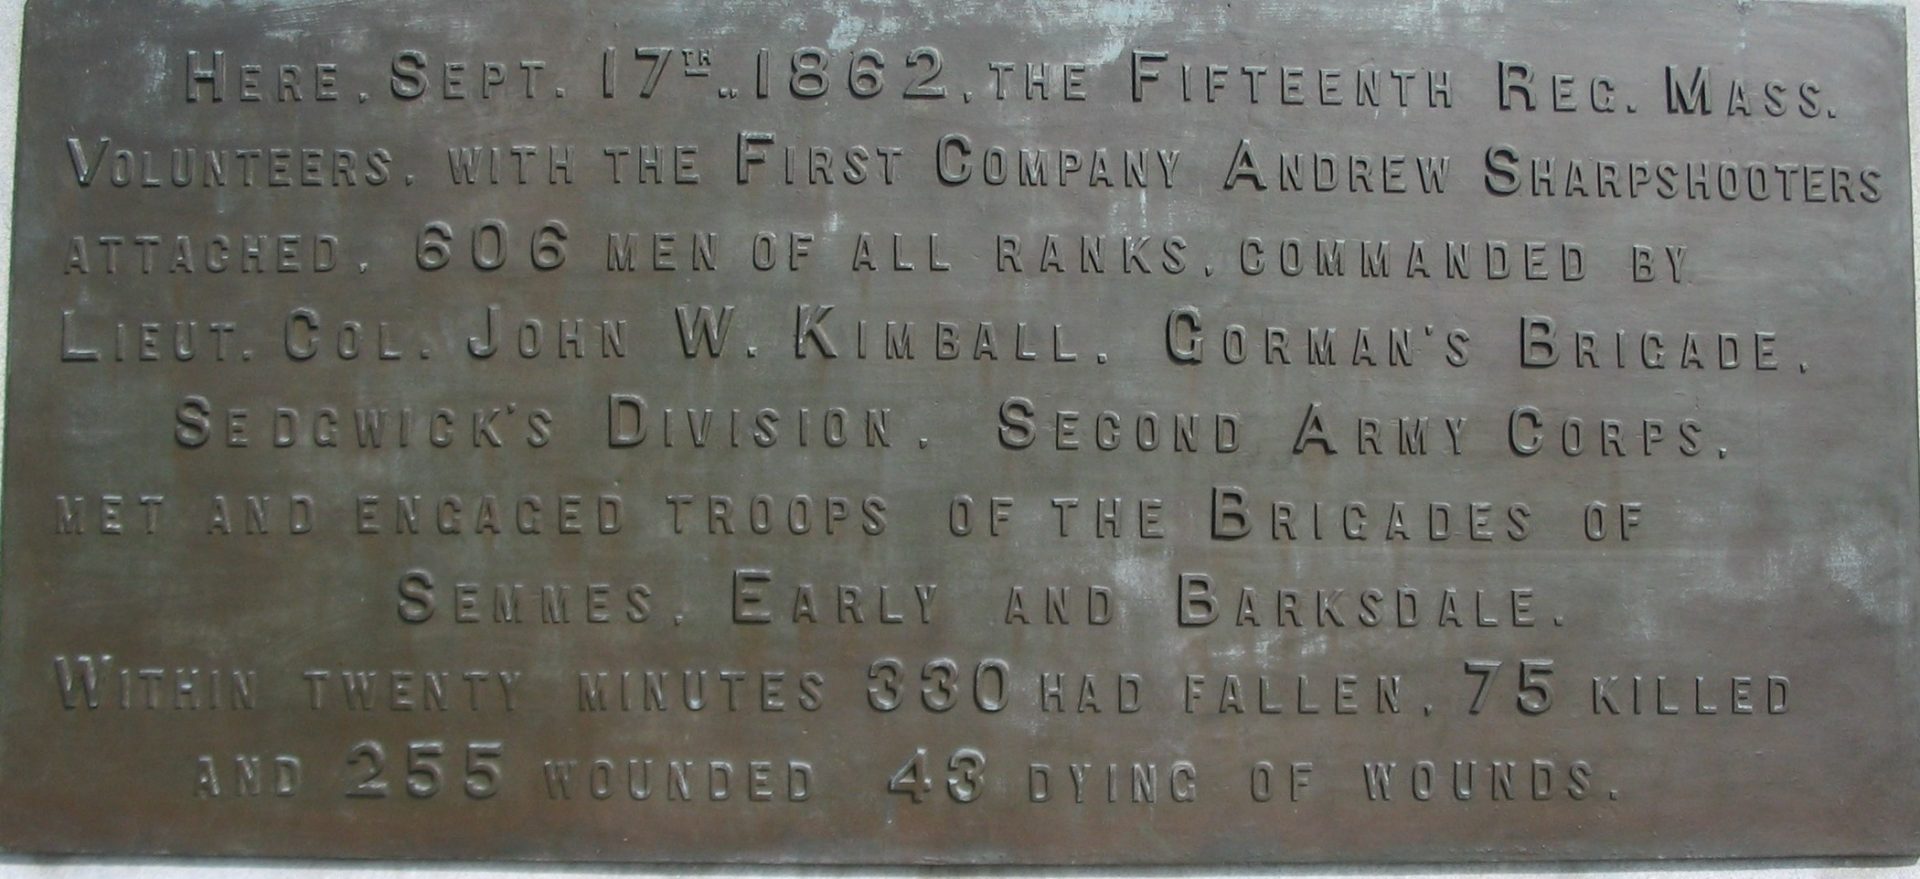 HERE, SEPT. 17TH., 1862, THE FIFTEENTH REG. MASS.
VOLUNTEERS, WITH THE FIRST COMPANY ANDREW SHARPSHOOTERS
ATTACHED, 606 MEN OF ALL RANKS, COMMANDED BY
LIEUT. COL. JOHN W. KIMBALL, GORMAN'S BRIGADE,
SEDGWICK'S DIVISION, SECOND ARMY CORPS,
MET AND ENGAGED TROOPS OF THE BRIGADES OF
SEMMES, EARLY AND BARKSDALE.
WITHIN TWENTY MINUTES 330 HAD FALLEN, 75 KILLED
AND 255 WOUNDED 43 DYING OF WOUNDS.